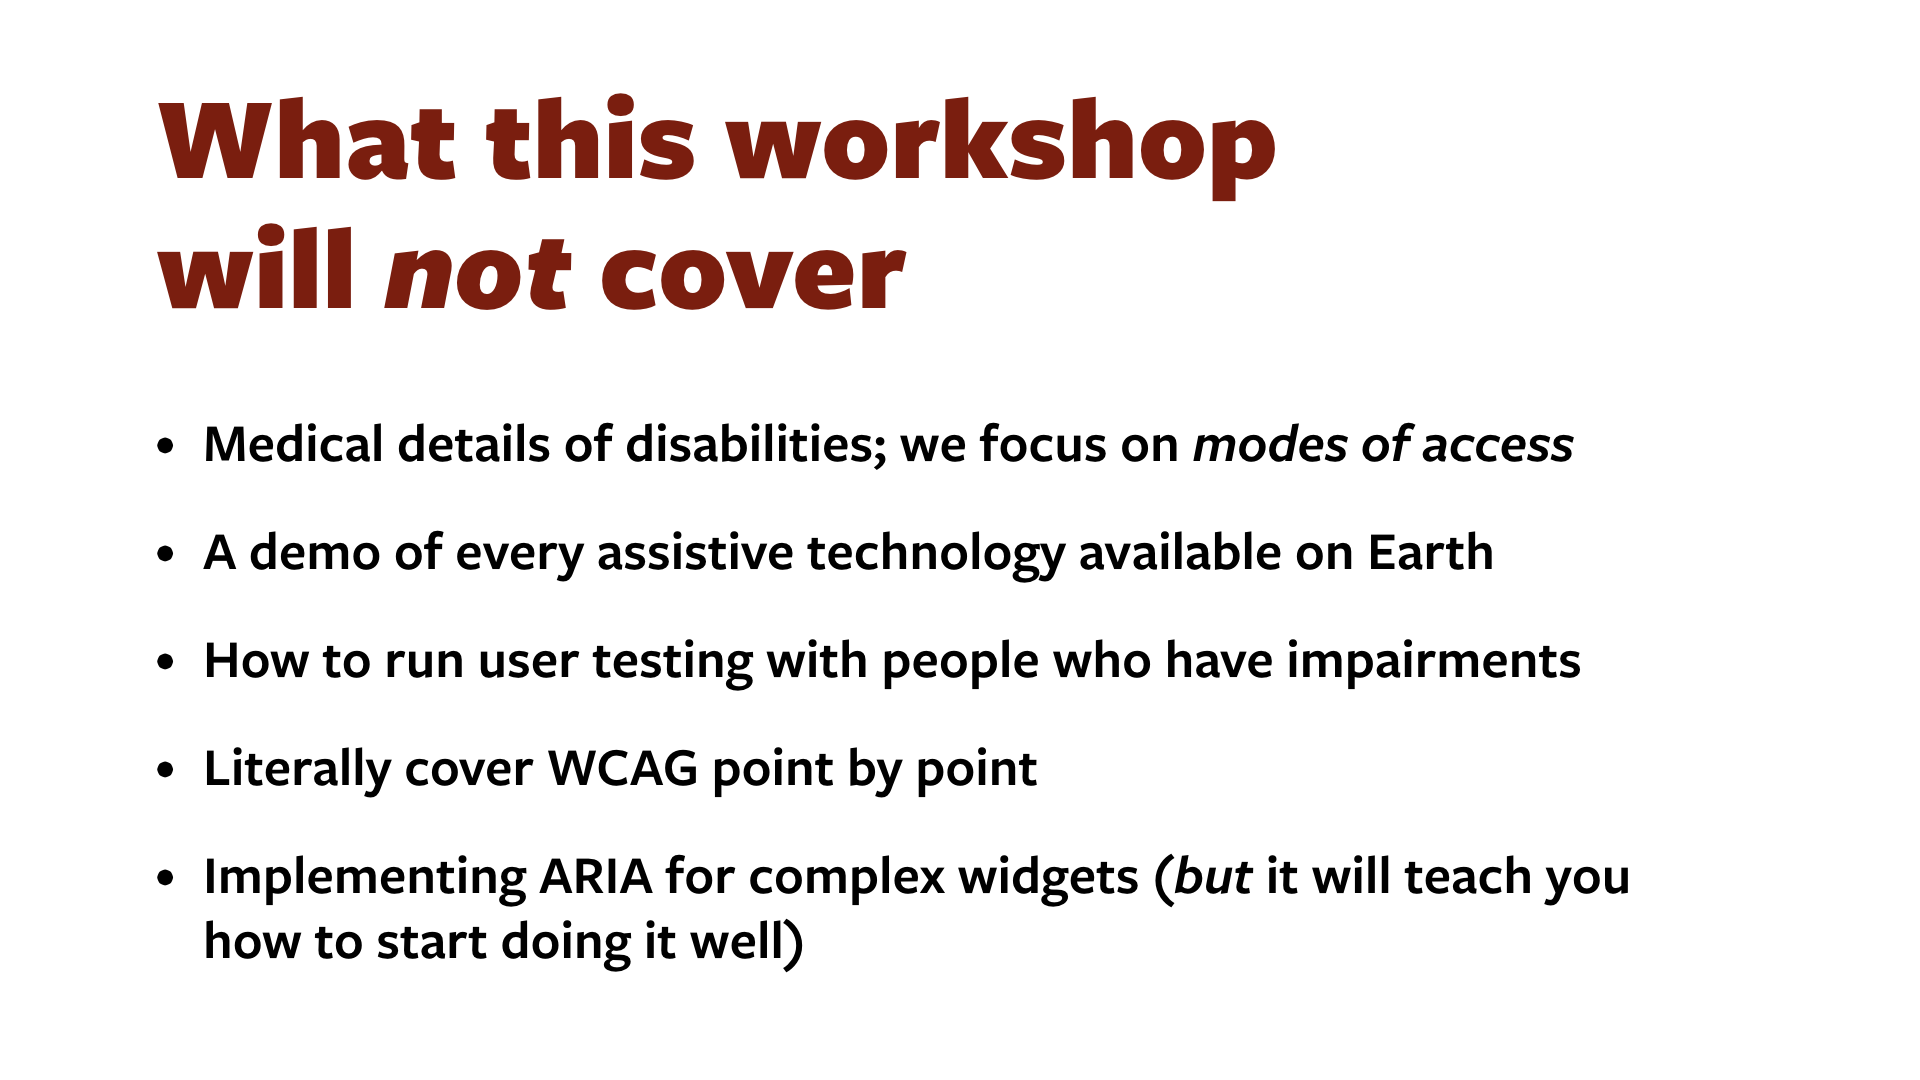 What this workshop
will not cover
• Medical details of disabilities; we focus on modes of access
• A demo of every assistive technology available on Earth
• How to run user testing with people who have impairments
• Literally cover WCAG point by point
• Implementing ARIA for complex widgets (but it will teach you
how to start doing it well)